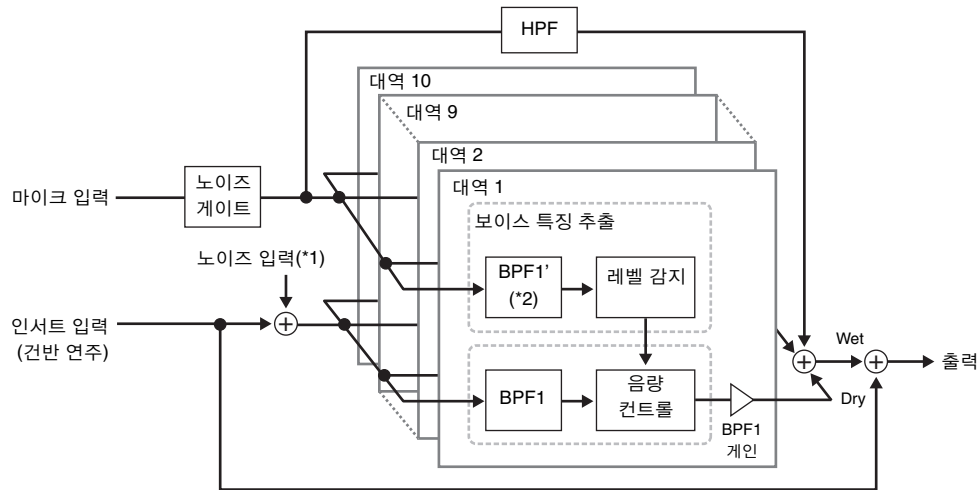 HPF
대역 10
대역 9
대역 2
대역 1
마이크 입력
노이즈
게이트
보이스 특징 추출
노이즈 입력(*1)
BPF1’
(*2)
레벨 감지
인서트 입력
(건반 연주)
BPF1
음량
컨트롤
BPF1
게인
Wet
Dry
출력